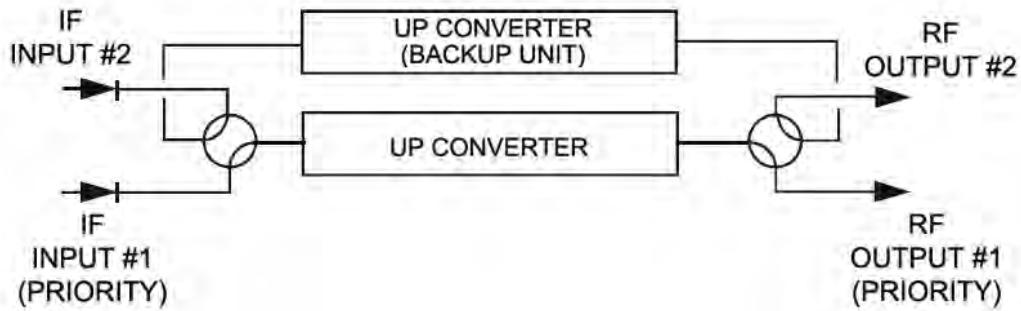 IF
INPUT #2
UP CONVERTER
(BACKUP UNIT)
RF
OUTPUT #2
UP CONVERTER
IF
INPUT #1
(PRIORITY)
RF
OUTPUT #1
(PRIORITY)